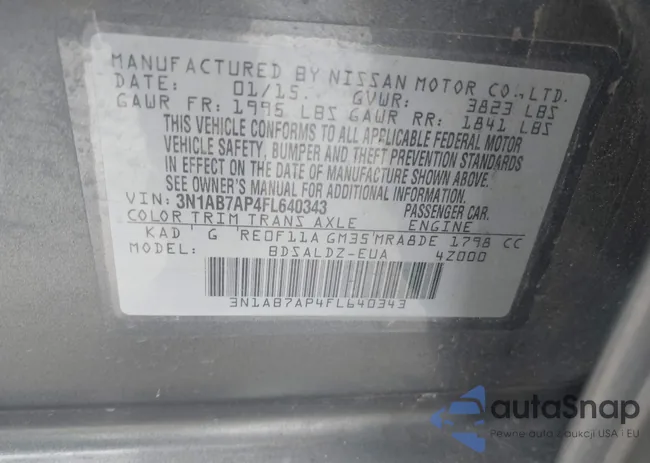 MANUFACTURED BY NISSAN MOTOR CO., LTD.
DATE: 01/15. GVWR: 3823 LBS
GAWR FR: 1995 LBS GAWR RR: 1841 LBS
THIS VEHICLE CONFORMS TO ALL APPLICABLE FEDERAL MOTOR
VEHICLE SAFETY, BUMPER AND THEFT PREVENTION STANDARDS
IN EFFECT ON THE DATE OF MANUFACTURE SHOWN ABOVE.
SEE OWNER'S MANUAL FOR ADDITIONAL INFORMATION.
VIN: 3N1AB7AP4FL640343 PASSENGER CAR.
COLOR TRIM TRANS AXLE ENGINE
KAD G RE0F11A GM35 MRA8DE 1798 CC
MODEL: BDSALDZ-EUA 4Z000
3N1AB7AP4FL640343
autaSnap
Pewne auta z aukcji USA i EU